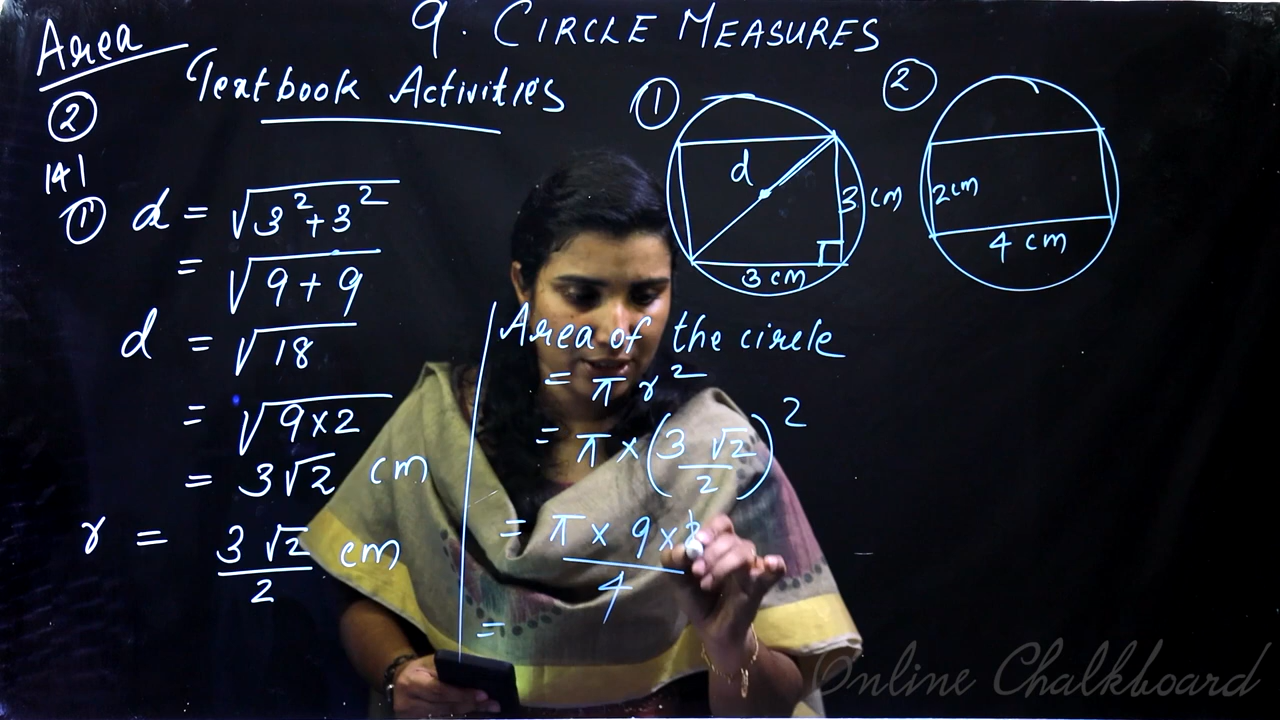 9. CIRCLE MEASURES
Area
Textbook Activities
②
141
① d = √3²+3²
= √9+9
d = √18
= √9×2
= 3√2 cm
r = 3√2/2 cm
Area of the circle
= πr²
= π×(3√2/2)²
= π×9×2/4
=
①
d
3 cm
3 cm
②
2cm
4 cm
Online Chalkboard